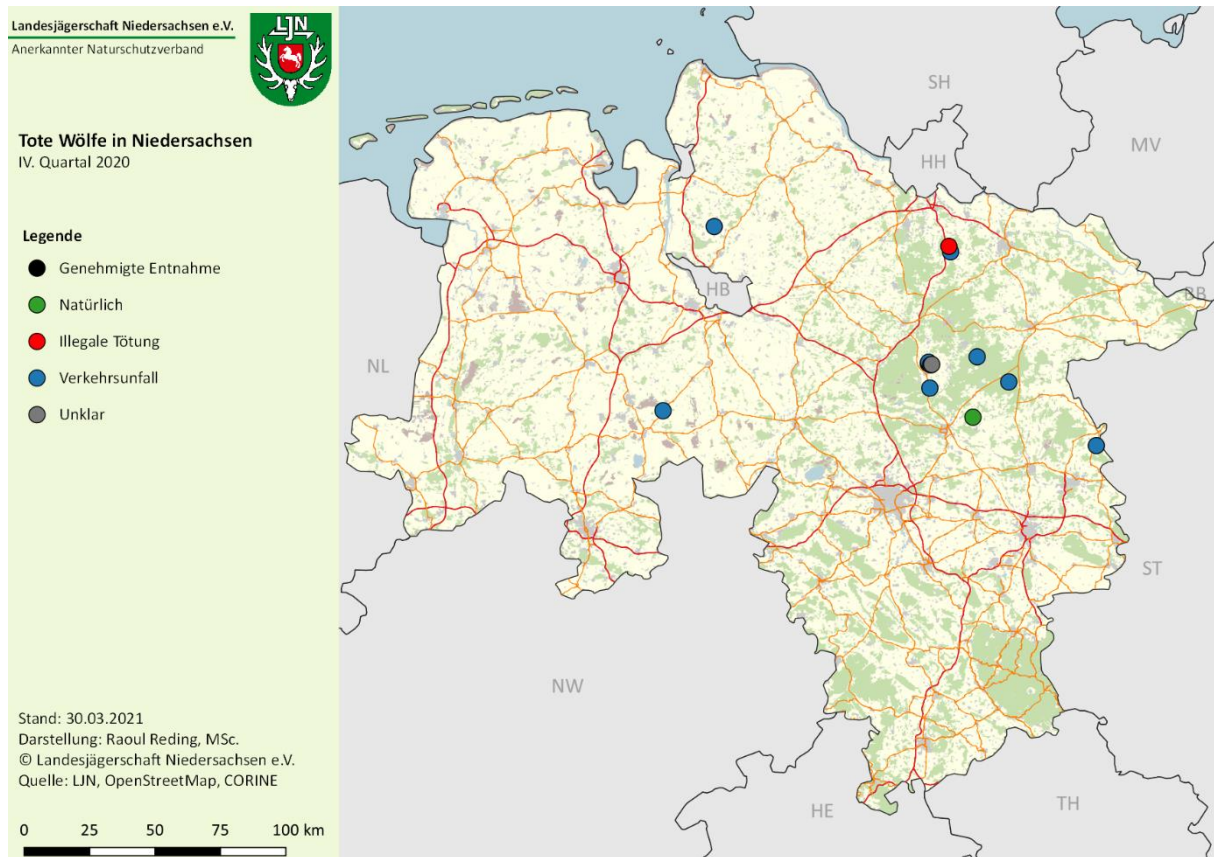 Landesjägerschaft Niedersachsen e.V.
Anerkannter Naturschutzverband
LJN
Tote Wölfe in Niedersachsen
IV. Quartal 2020
Legende
Genehmigte Entnahme
Natürlich
Illegale Tötung
Verkehrsunfall
Unklar
Stand: 30.03.2021
Darstellung: Raoul Reding, MSc.
© Landesjägerschaft Niedersachsen e.V.
Quelle: LJN, OpenStreetMap, CORINE
0 25 50 75 100 km
SH
MV
HH
HB
BB
NL
ST
NW
HE
TH